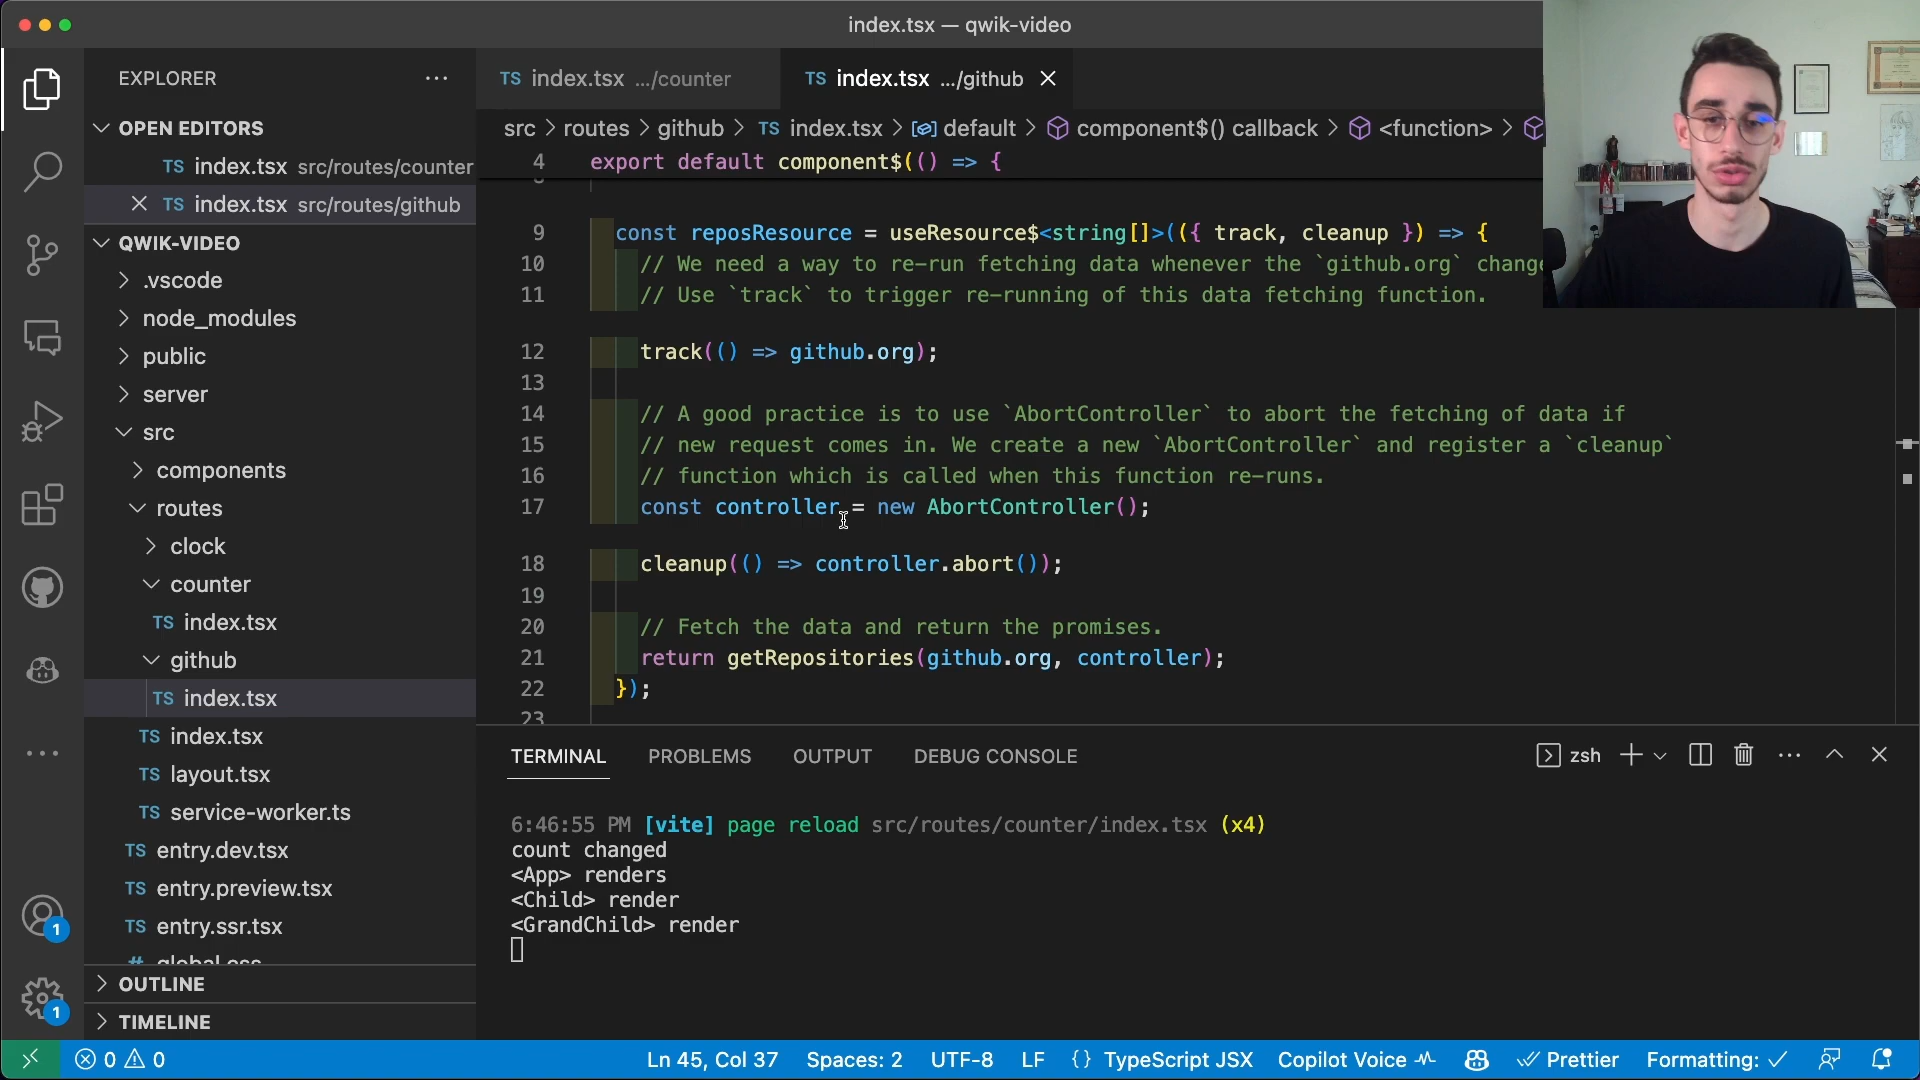 index.tsx — qwik-video
EXPLORER
OPEN EDITORS
TS index.tsx src/routes/counter
TS index.tsx src/routes/github
QWIK-VIDEO
.vscode
node_modules
public
server
src
components
routes
clock
counter
TS index.tsx
github
TS index.tsx
TS index.tsx
TS layout.tsx
TS service-worker.ts
TS entry.dev.tsx
TS entry.preview.tsx
TS entry.ssr.tsx
# global.css
OUTLINE
TIMELINE
1
1
TS index.tsx .../counter
TS index.tsx .../github
src > routes > github > TS index.tsx > default > component$() callback > <function> >
4 export default component$(() => {
9 const reposResource = useResource$<string[]>(({ track, cleanup }) => {
10 // We need a way to re-run fetching data whenever the `github.org` change
11 // Use `track` to trigger re-running of this data fetching function.
12 track(() => github.org);
13
14 // A good practice is to use `AbortController` to abort the fetching of data if
15 // new request comes in. We create a new `AbortController` and register a `cleanup`
16 // function which is called when this function re-runs.
17 const controller = new AbortController();
18 cleanup(() => controller.abort());
19
20 // Fetch the data and return the promises.
21 return getRepositories(github.org, controller);
22 });
23
TERMINAL PROBLEMS OUTPUT DEBUG CONSOLE
zsh
6:46:55 PM [vite] page reload src/routes/counter/index.tsx (x4)
count changed
<App> renders
<Child> render
<GrandChild> render
0 0
Ln 45, Col 37 Spaces: 2 UTF-8 LF {} TypeScript JSX Copilot Voice Prettier Formatting: ✓